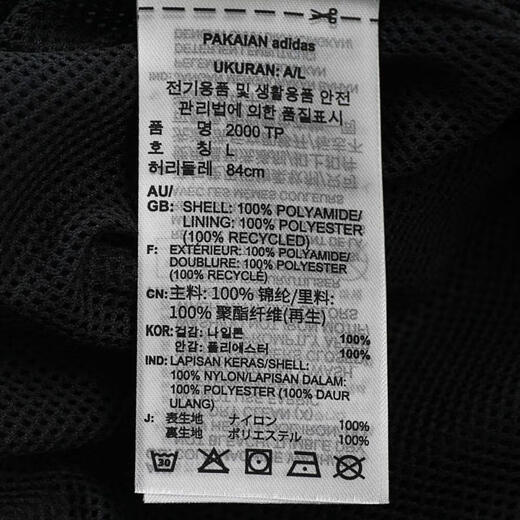 PAKAIAN adidas
UKURAN: A/L
전기용품 및 생활용품 안전
관리법에 의한 품질표시
품 명 2000 TP
호 칭 L
허리둘레 84cm
AU/
GB: SHELL: 100% POLYAMIDE/
LINING: 100% POLYESTER
(100% RECYCLED)
F: EXTÉRIEUR: 100% POLYAMIDE/
DOUBLURE: 100% POLYESTER
(100% RECYCLÉ)
CN: 主料: 100% 锦纶/里料:
100% 聚酯纤维(再生)
KOR: 겉감: 나일론 100%
안감: 폴리에스터 100%
IND: LAPISAN KERAS/SHELL:
100% NYLON/LAPISAN DALAM:
100% POLYESTER (100% DAUR
ULANG)
J: 表生地 ナイロン 100%
裏生地 ポリエステル 100%
30